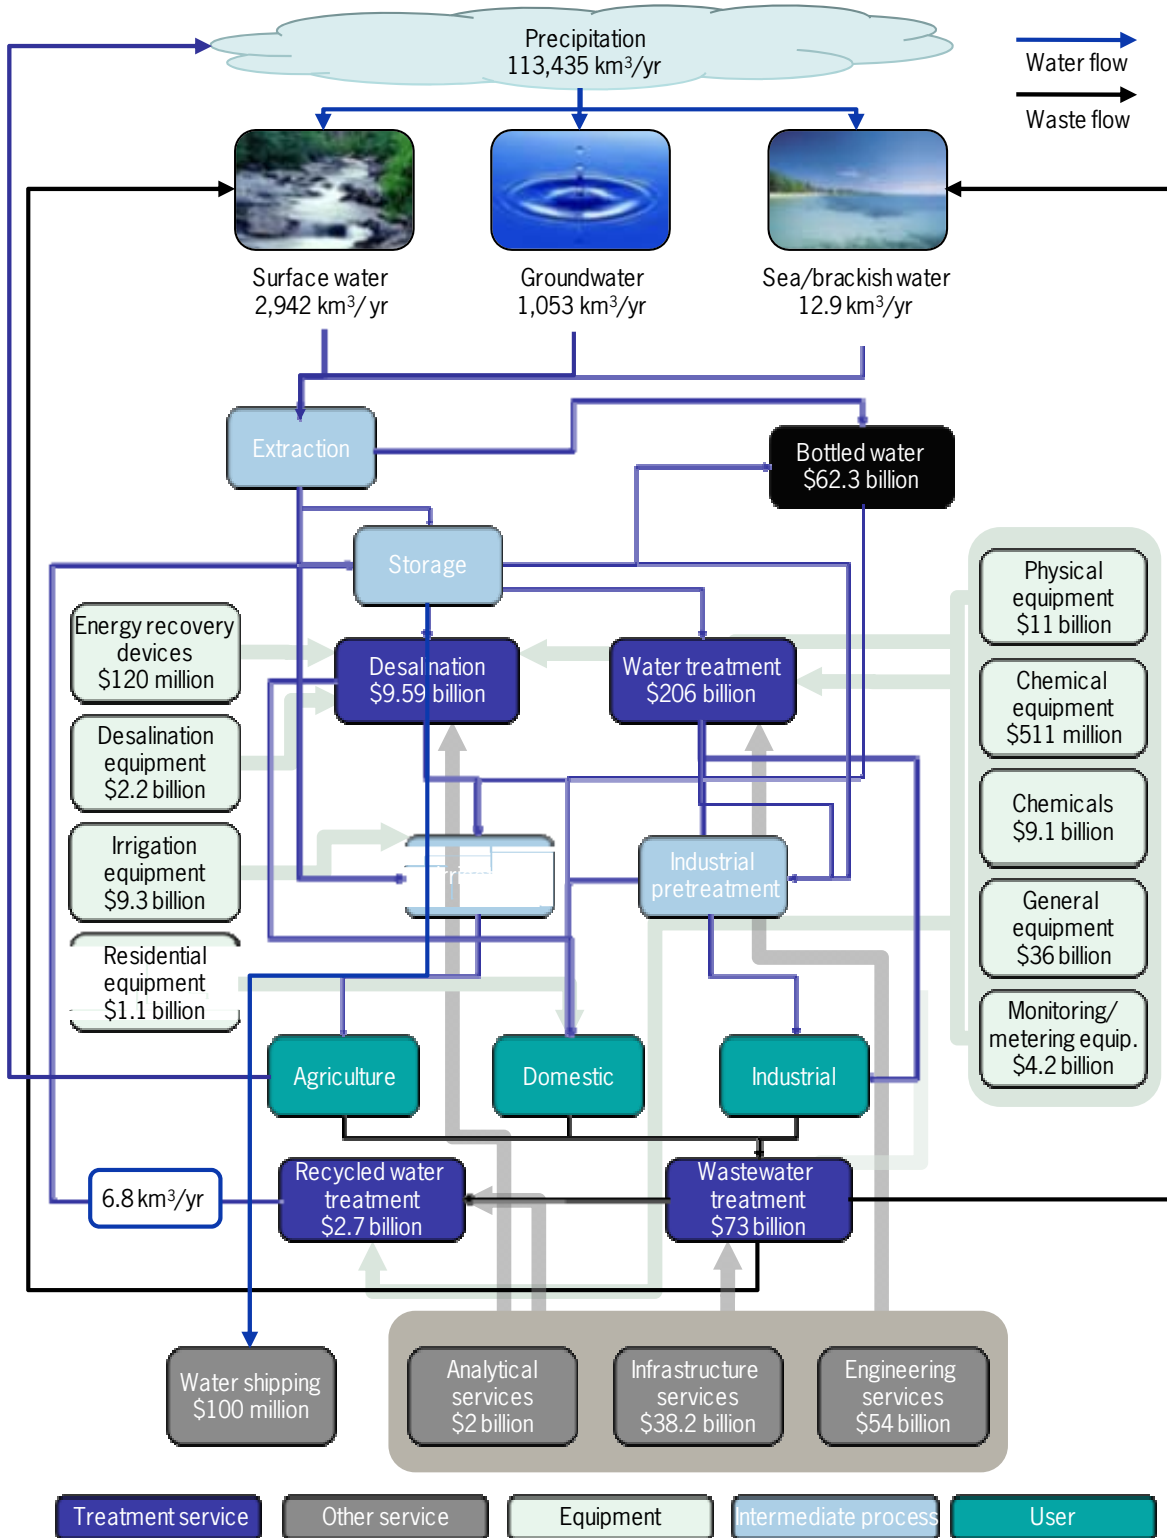 Precipitation
113,435 km³/yr
Water flow
Waste flow
Surface water
2,942 km³/yr
Groundwater
1,053 km³/yr
Sea/brackish water
12.9 km³/yr
Extraction
Bottled water
$62.3 billion
Storage
Energy recovery
devices
$120 million
Desalination
$9.59 billion
Water treatment
$206 billion
Physical
equipment
$11 billion
Desalination
equipment
$2.2 billion
Chemical
equipment
$511 million
Irrigation
equipment
$9.3 billion
Industrial
pretreatment
Chemicals
$9.1 billion
Residential
equipment
$1.1 billion
General
equipment
$36 billion
Monitoring/
metering equip.
$4.2 billion
Agriculture
Domestic
Industrial
6.8 km³/yr
Recycled water
treatment
$2.7 billion
Wastewater
treatment
$73 billion
Water shipping
$100 million
Analytical
services
$2 billion
Infrastructure
services
$38.2 billion
Engineering
services
$54 billion
Treatment service
Other service
Equipment
Intermediate process
User